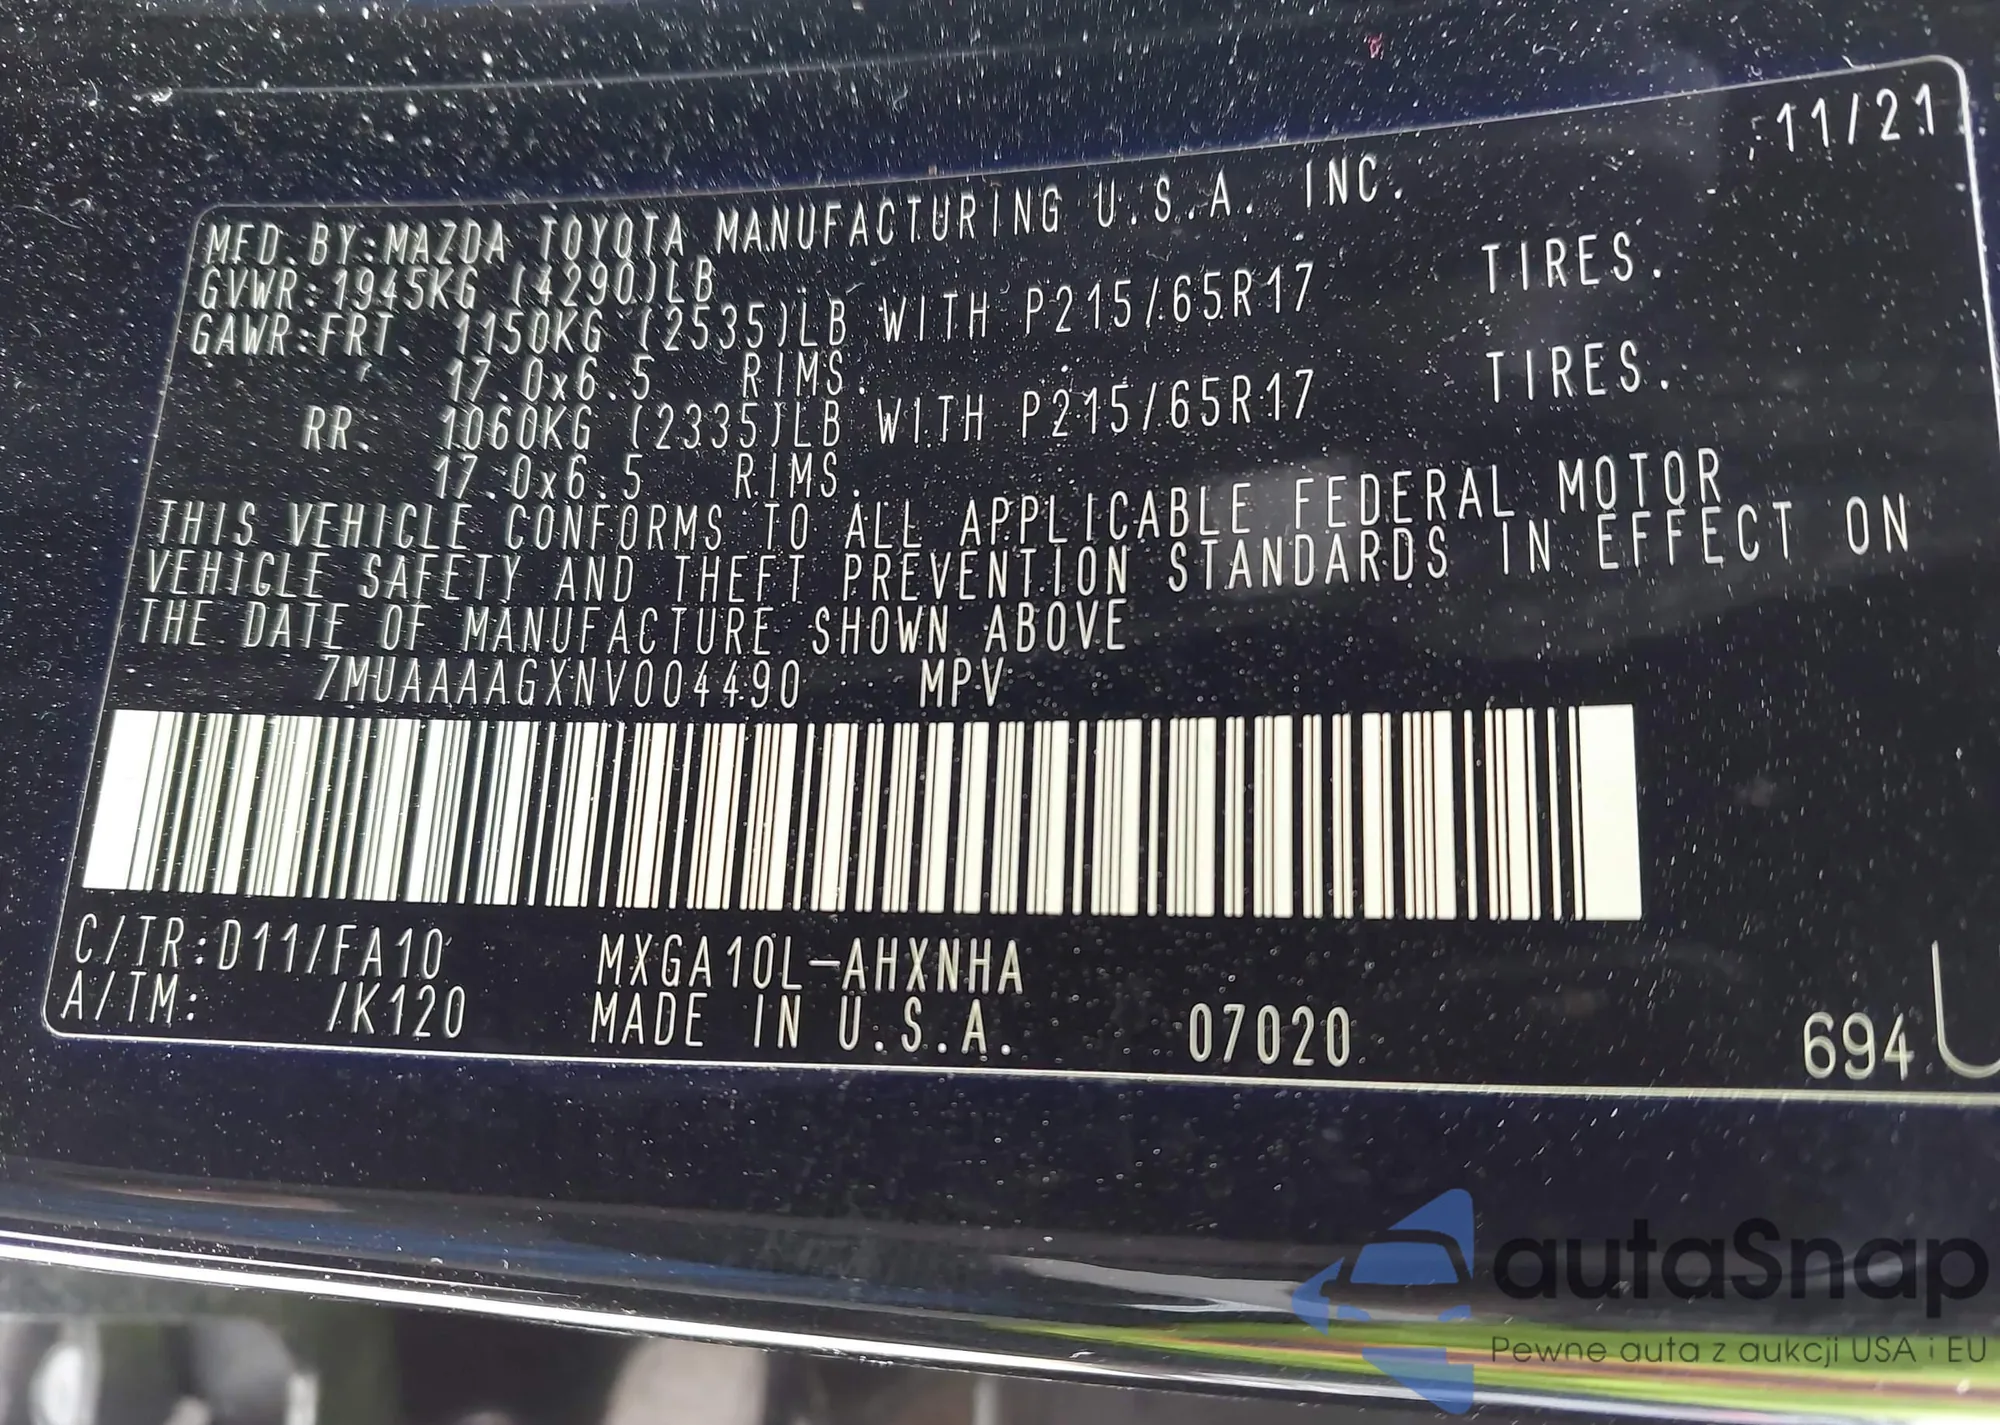 11/21
MFD.BY:MAZDA TOYOTA MANUFACTURING U.S.A. INC.
GVWR:1945KG (4290)LB
GAWR:FRT. 1150KG (2535)LB WITH P215/65R17 TIRES.
17.0x6.5 RIMS.
RR. 1060KG (2335)LB WITH P215/65R17 TIRES.
17.0x6.5 RIMS.
THIS VEHICLE CONFORMS TO ALL APPLICABLE FEDERAL MOTOR
VEHICLE SAFETY AND THEFT PREVENTION STANDARDS IN EFFECT ON
THE DATE OF MANUFACTURE SHOWN ABOVE
7MUAAAAGXNV004490 MPV
C/TR:D11/FA10 MXGA10L-AHXNHA
A/TM: /K120 MADE IN U.S.A. 07020 694
autaSnap
Pewne auta z aukcji USA i EU